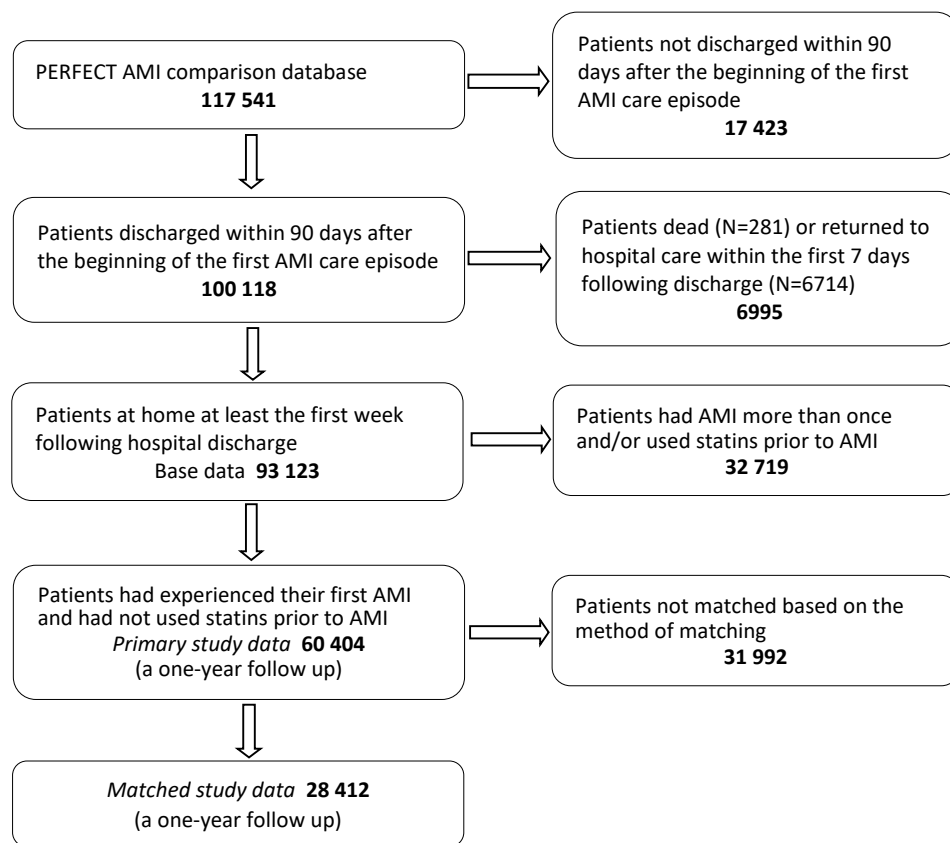 PERFECT AMI comparison database
117 541
Patients not discharged within 90
days after the beginning of the first
AMI care episode
17 423
Patients discharged within 90 days after
the beginning of the first AMI care episode
100 118
Patients dead (N=281) or returned to
hospital care within the first 7 days
following discharge (N=6714)
6995
Patients at home at least the first week
following hospital discharge
Base data 93 123
Patients had AMI more than once
and/or used statins prior to AMI
32 719
Patients had experienced their first AMI
and had not used statins prior to AMI
Primary study data 60 404
(a one-year follow up)
Patients not matched based on the
method of matching
31 992
Matched study data 28 412
(a one-year follow up)